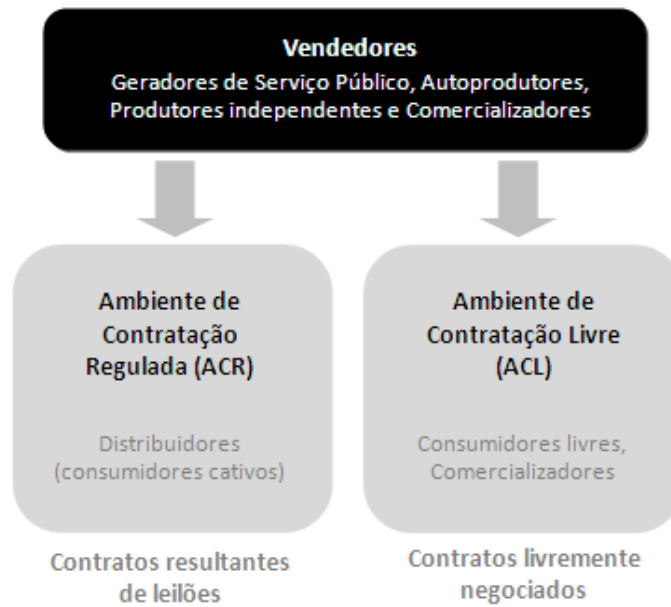 Vendedores
Geradores de Serviço Público, Autoprodutores,
Produtores independentes e Comercializadores
Ambiente de
Contratação
Regulada (ACR)
Distribuidores
(consumidores cativos)
Contratos resultantes
de leilões
Ambiente de
Contratação Livre
(ACL)
Consumidores livres,
Comercializadores
Contratos livremente
negociados